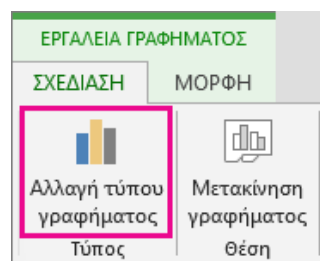 ΕΡΓΑΛΕΙΑ ΓΡΑΦΗΜΑΤΟΣ
ΣΧΕΔΙΑΣΗ ΜΟΡΦΗ
Αλλαγή τύπου
γραφήματος
Μετακίνηση
γραφήματος
Τύπος Θέση